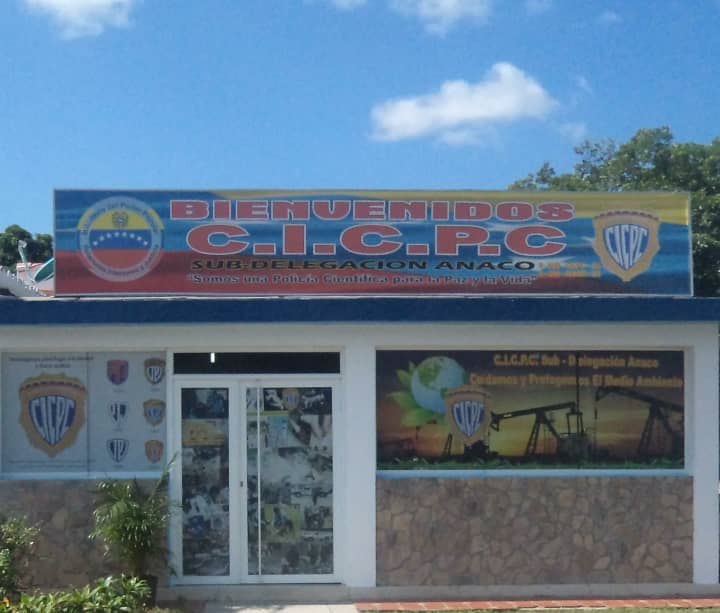 BIENVENIDOS
C.I.C.P.C
SUB-DELEGACION ANACO
"Somos una Policía Científica para la Paz y la Vida"
CICPC
C.I.C.P.C. Sub - Delegación Anaco
Cuidamos y Protegemos El Medio Ambiente
CICPC
CICPC